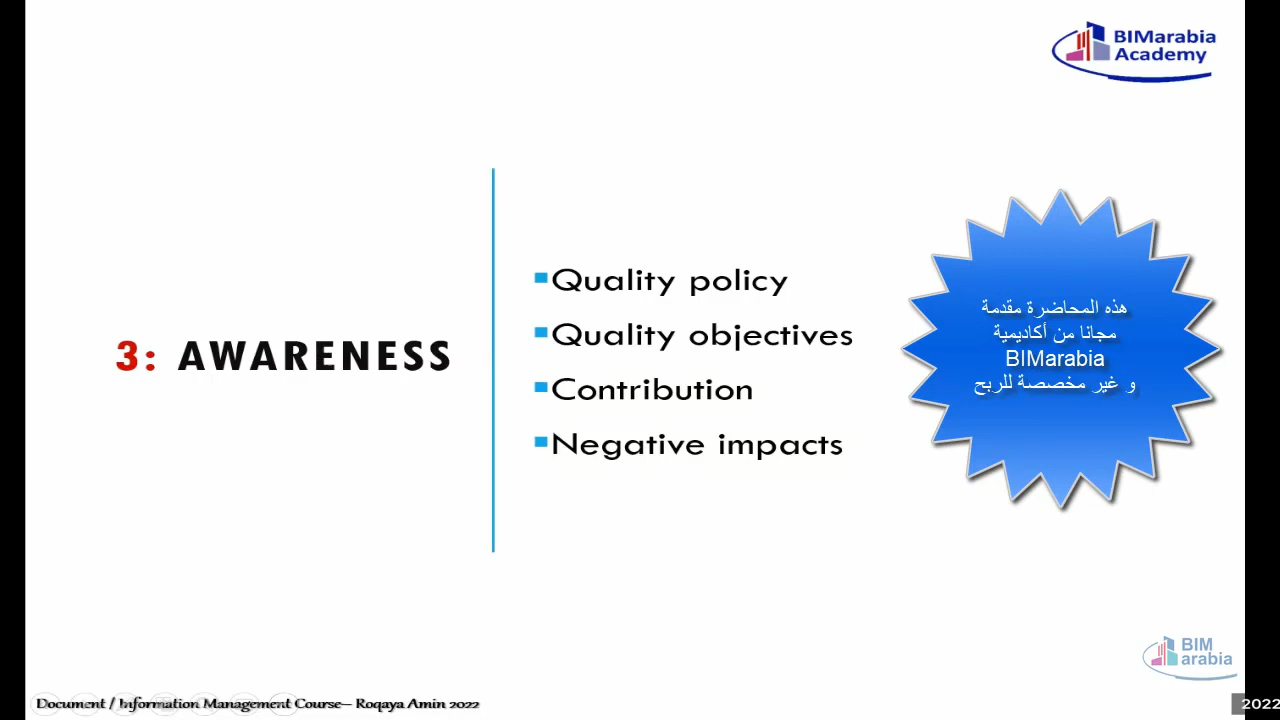 BIMarabia
Academy
3: AWARENESS
Quality policy
Quality objectives
Contribution
Negative impacts
هذه المحاضرة مقدمة
مجانا من أكاديمية
BIMarabia
و غير مخصصة للربح
BIM
arabia
Document / Information Management Course– Roqaya Amin 2022
2022